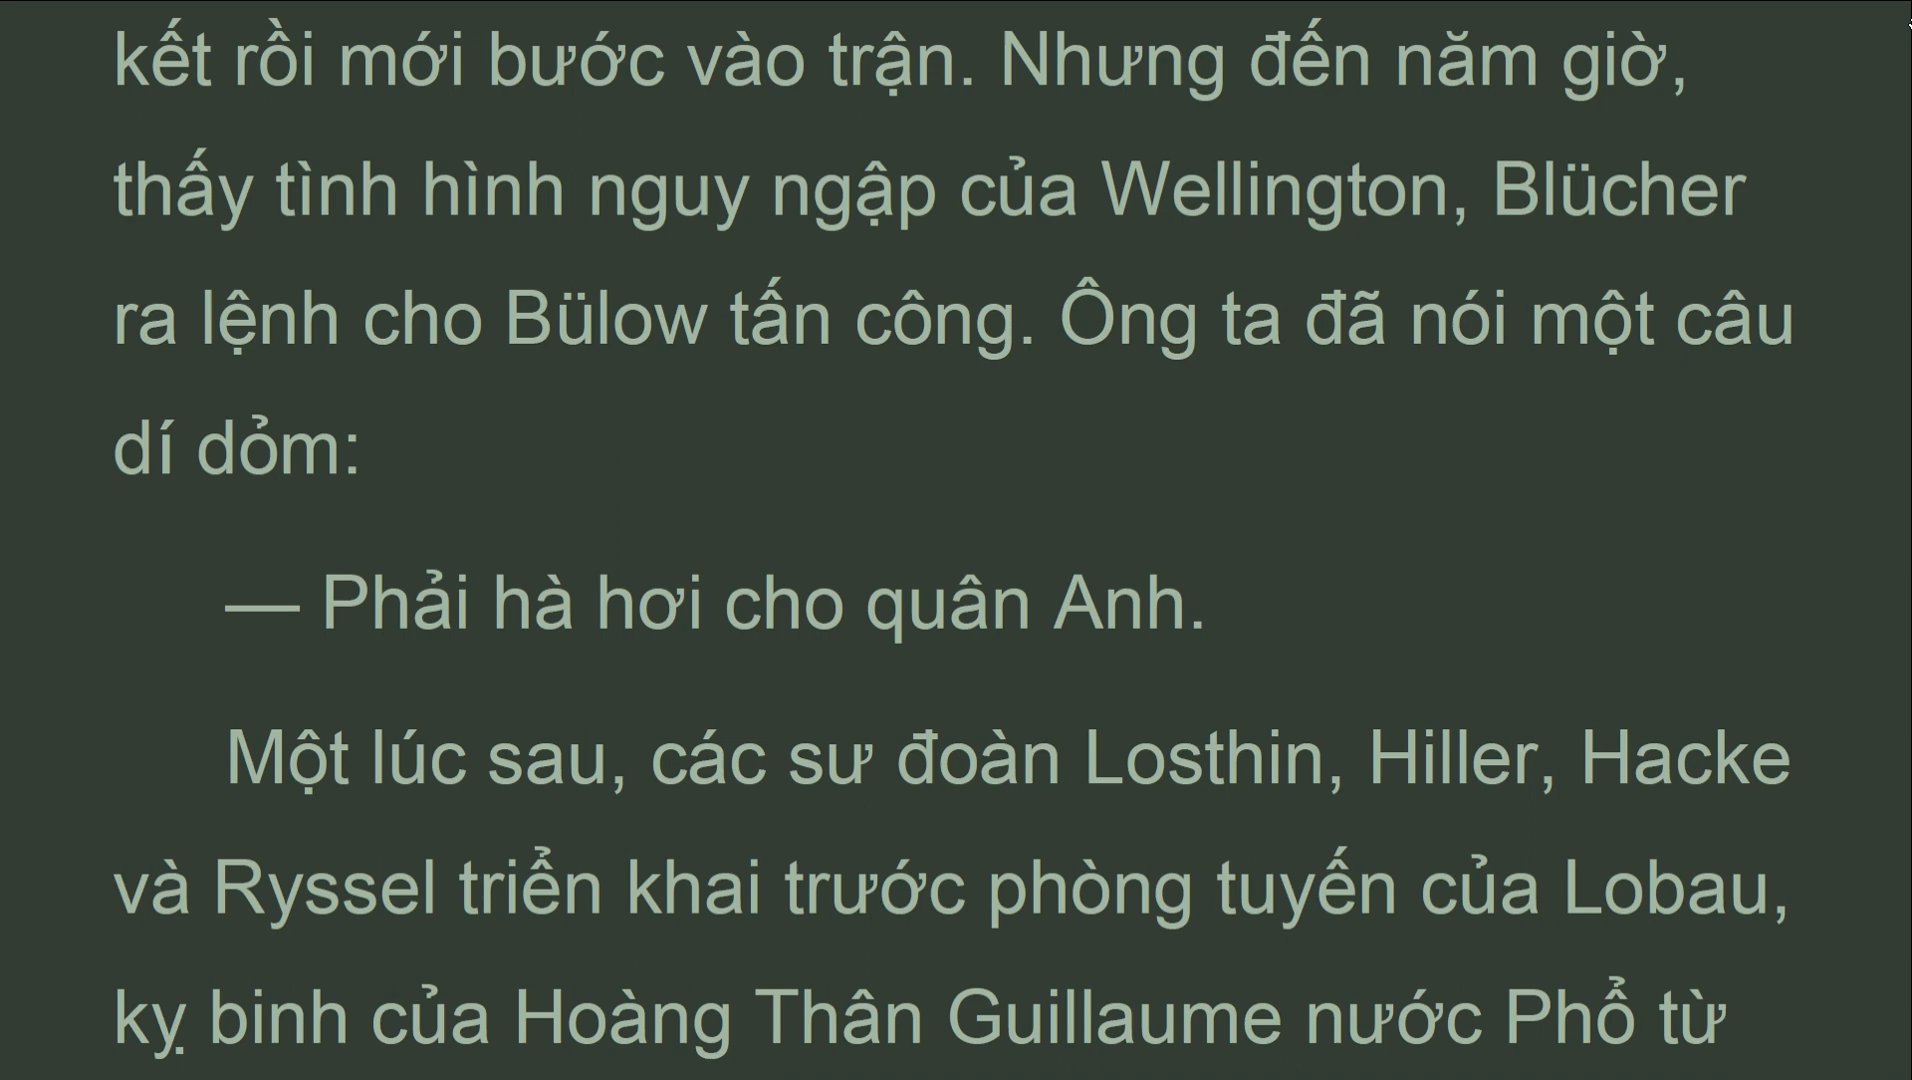 kết rồi mới bước vào trận. Nhưng đến năm giờ,
thấy tình hình nguy ngập của Wellington, Blücher
ra lệnh cho Bülow tấn công. Ông ta đã nói một câu
dí dỏm:
— Phải hà hơi cho quân Anh.
Một lúc sau, các sư đoàn Losthin, Hiller, Hacke
và Ryssel triển khai trước phòng tuyến của Lobau,
kỵ binh của Hoàng Thân Guillaume nước Phổ từ